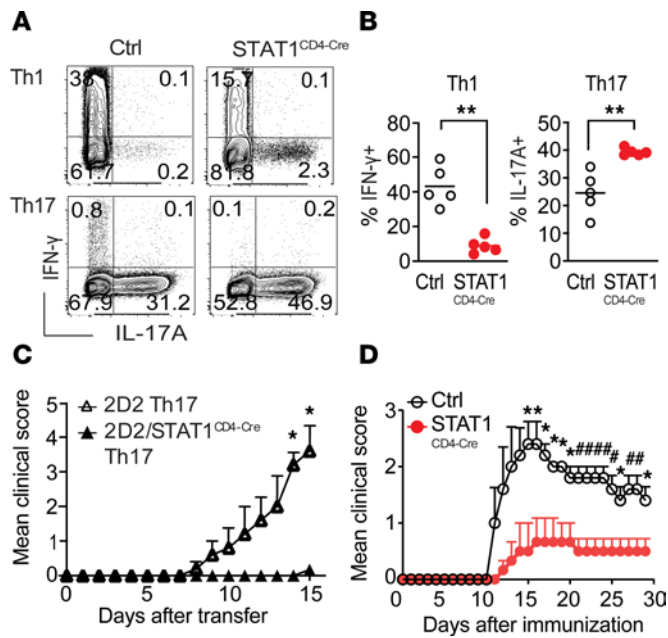 A
Ctrl STAT1CD4-Cre
Th1
38 0.1 15.7 0.1
61.7 0.2 81.8 2.3
Th17
0.8 0.1 0.1 0.2
67.9 31.2 52.8 46.9
IFN-γ
IL-17A
B
Th1
**
% IFN-γ+
80
60
40
20
0
Ctrl STAT1
CD4-Cre
Th17
**
% IL-17A+
50
40
30
20
10
0
Ctrl STAT1
CD4-Cre
C
Mean clinical score
5
4
3
2
1
0
2D2 Th17
2D2/STAT1CD4-Cre
Th17
* *
0 5 10 15
Days after transfer
D
Mean clinical score
3
2
1
0
Ctrl
STAT1
CD4-Cre
*******#####*##*
0 5 10 15 20 25 30
Days after immunization